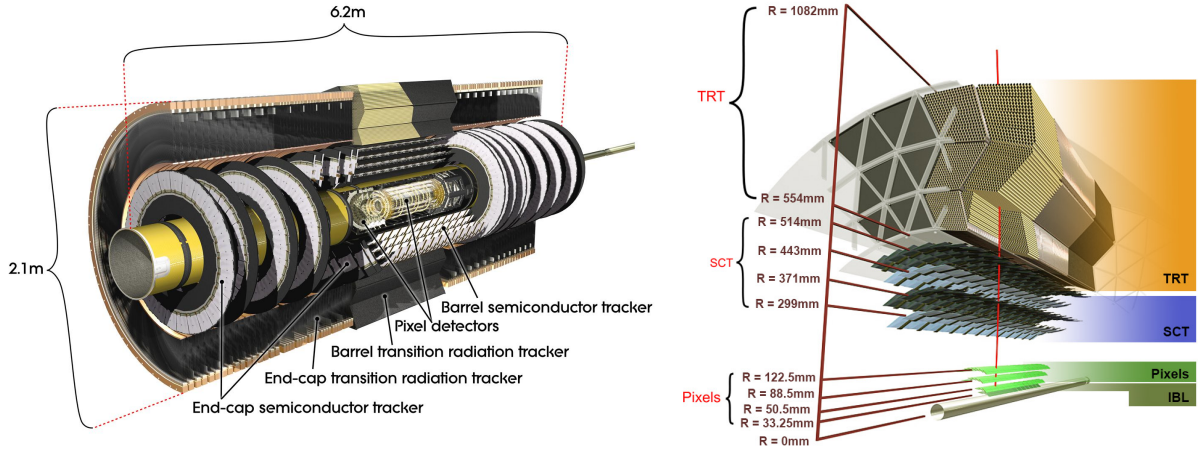 6.2m
2.1m
Barrel semiconductor tracker
Pixel detectors
Barrel transition radiation tracker
End-cap transition radiation tracker
End-cap semiconductor tracker
R = 1082mm
TRT
R = 554mm
R = 514mm
R = 443mm
SCT
R = 371mm
R = 299mm
R = 122.5mm
R = 88.5mm
Pixels
R = 50.5mm
R = 33.25mm
R = 0mm
TRT
SCT
Pixels
IBL